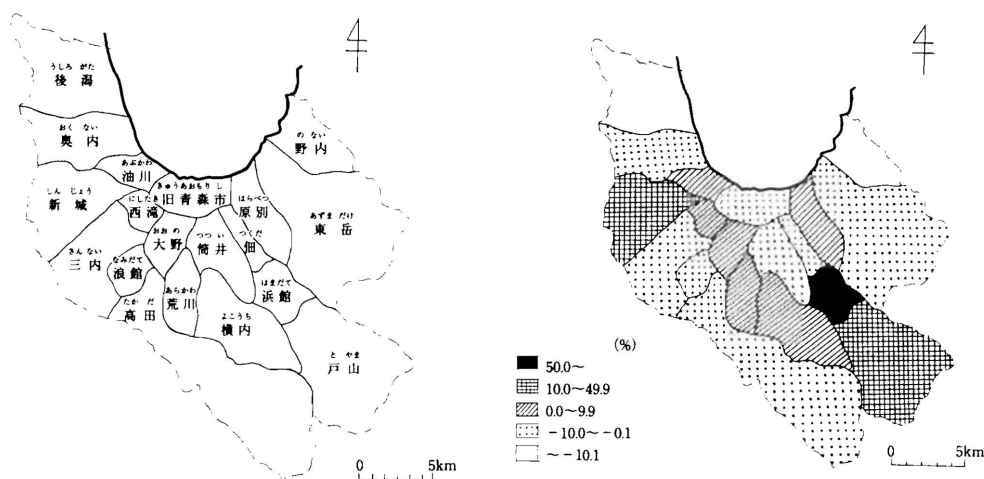 うしろ がた
後潟
おく ない
奥内
あぶかわ
油川
しん じょう
新城
にしたき
西滝
きゅうあおもり し
旧青森市
はらべつ
原別
の ない
野内
あずま だけ
東岳
さんない
三内
なみだて
浪館
おお の
大野
つつ い
筒井
つくだ
佃
たか だ
高田
あらかわ
荒川
はまだて
浜館
よこうち
横内
と やま
戸山
0 5km
(%)
50.0～
10.0～49.9
0.0～9.9
－10.0～－0.1
～－10.1
0 5km